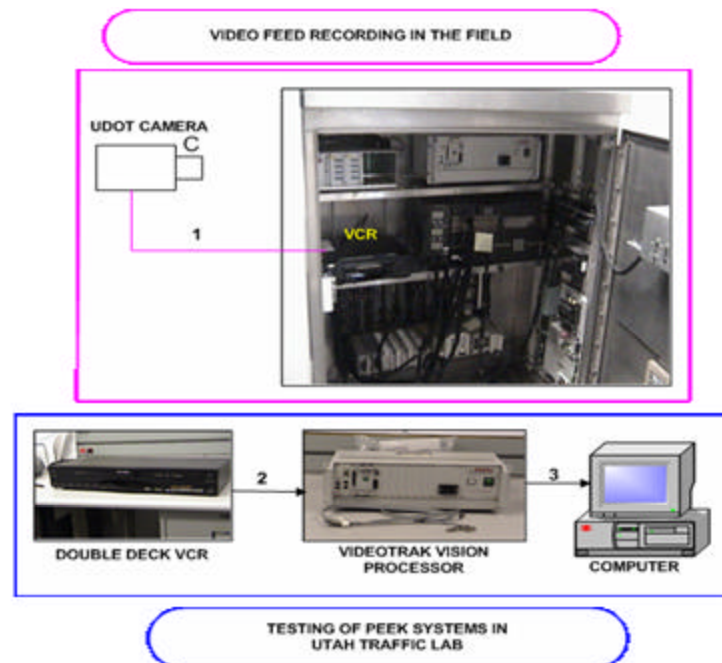 VIDEO FEED RECORDING IN THE FIELD
UDOT CAMERA
C
1
VCR
2
3
DOUBLE DECK VCR
VIDEOTRAK VISION
PROCESSOR
COMPUTER
TESTING OF PEEK SYSTEMS IN
UTAH TRAFFIC LAB